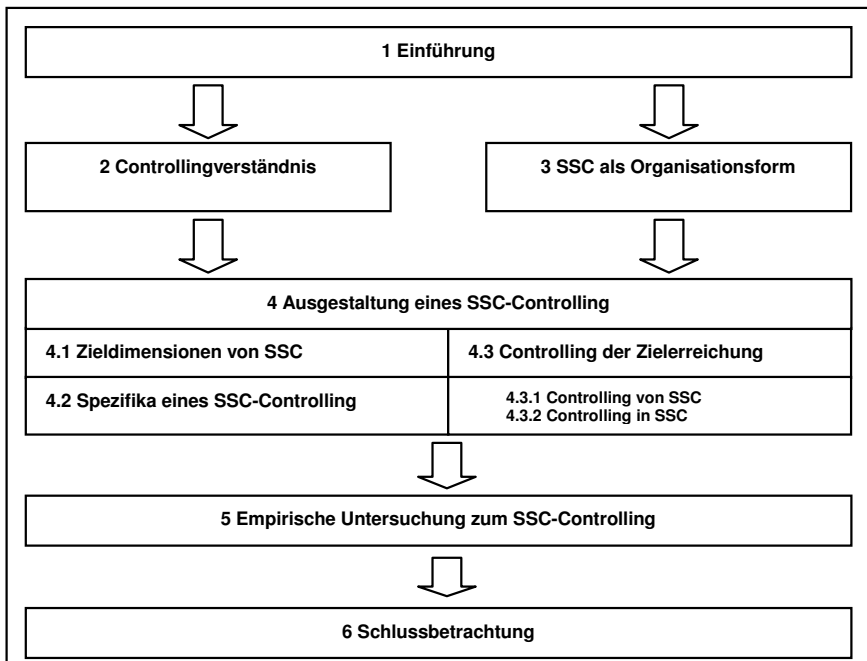 1 Einführung
2 Controllingverständnis
3 SSC als Organisationsform
4 Ausgestaltung eines SSC-Controlling
4.1 Zieldimensionen von SSC
4.3 Controlling der Zielerreichung
4.2 Spezifika eines SSC-Controlling
4.3.1 Controlling von SSC
4.3.2 Controlling in SSC
5 Empirische Untersuchung zum SSC-Controlling
6 Schlussbetrachtung